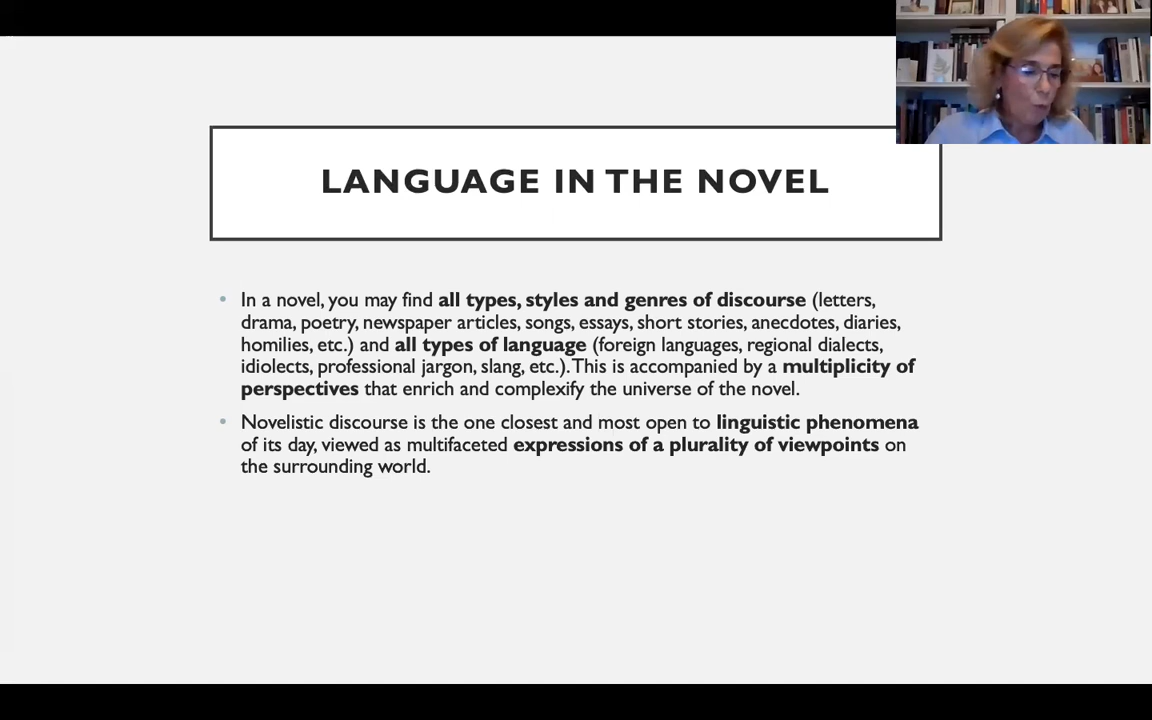 LANGUAGE IN THE NOVEL
• In a novel, you may find all types, styles and genres of discourse (letters,
drama, poetry, newspaper articles, songs, essays, short stories, anecdotes, diaries,
homilies, etc.) and all types of language (foreign languages, regional dialects,
idiolects, professional jargon, slang, etc.). This is accompanied by a multiplicity of
perspectives that enrich and complexify the universe of the novel.
• Novelistic discourse is the one closest and most open to linguistic phenomena
of its day, viewed as multifaceted expressions of a plurality of viewpoints on
the surrounding world.